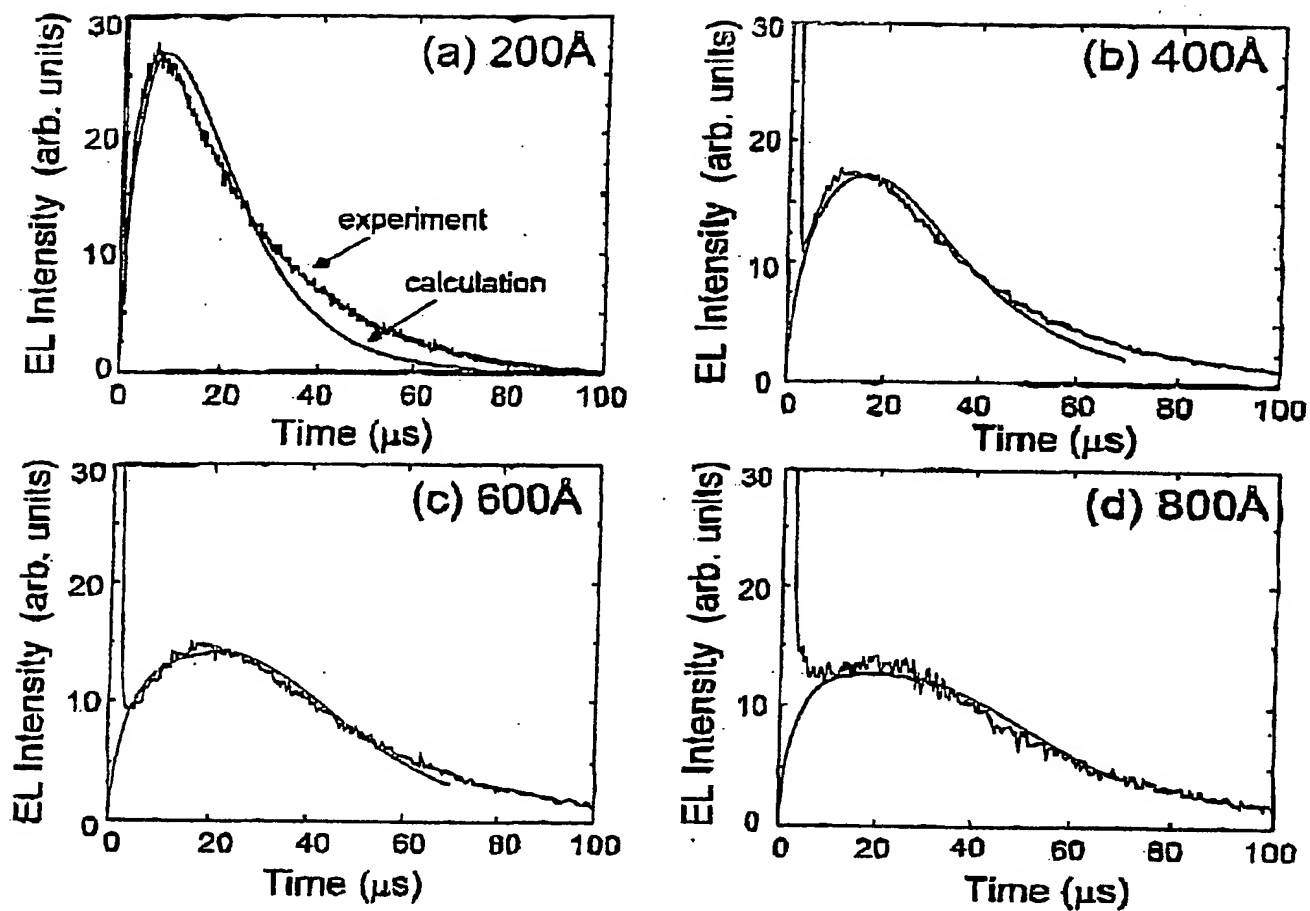 (a) 200Å
EL Intensity (arb. units)
30
20
10
0
experiment
calculation
0 20 40 60 80 100
Time (μs)
(b) 400Å
EL Intensity (arb. units)
30
20
10
0
0 20 40 60 80 100
Time (μs)
(c) 600Å
EL Intensity (arb. units)
30
20
10
0
0 20 40 60 80 100
Time (μs)
(d) 800Å
EL Intensity (arb. units)
30
20
10
0
0 20 40 60 80 100
Time (μs)